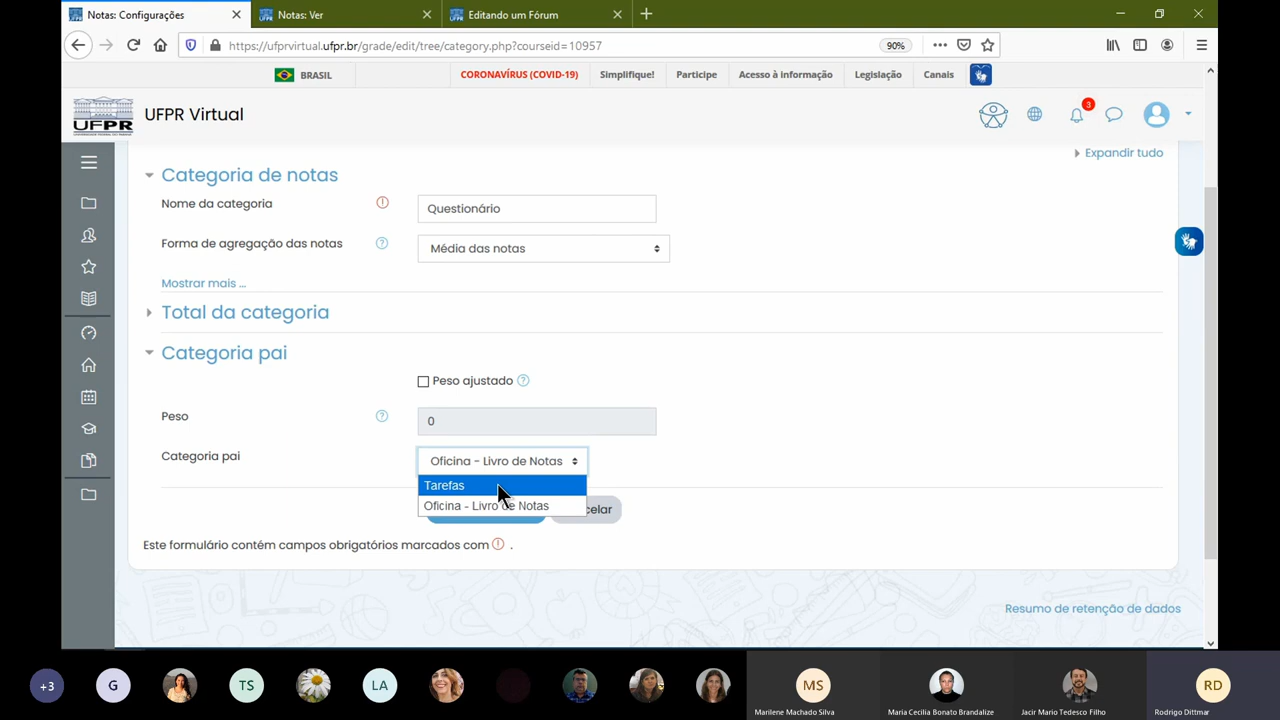 Notas: Configurações
Notas: Ver
Editando um Fórum
https://ufprvirtual.ufpr.br/grade/edit/tree/category.php?courseid=10957
90%
BRASIL
CORONAVÍRUS (COVID-19)
Simplifique!
Participe
Acesso à informação
Legislação
Canais
UFPR
UFPR Virtual
3
Expandir tudo
Categoria de notas
Nome da categoria
Questionário
Forma de agregação das notas
Média das notas
Mostrar mais ...
Total da categoria
Categoria pai
Peso ajustado
Peso
0
Categoria pai
Oficina - Livro de Notas
Tarefas
Oficina - Livro de Notas
celar
Este formulário contém campos obrigatórios marcados com .
Resumo de retenção de dados
+3
G
TS
LA
MS
RD
Marilene Machado Silva
Maria Cecilia Bonato Brandalize
Jacir Mario Tedesco Filho
Rodrigo Dittmar